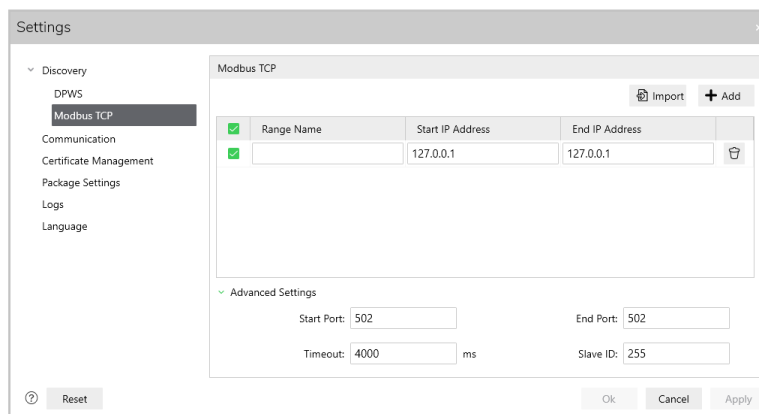 Settings
Discovery
DPWS
Modbus TCP
Communication
Certificate Management
Package Settings
Logs
Language
Modbus TCP
Import Add
Range Name Start IP Address End IP Address
127.0.0.1 127.0.0.1
Advanced Settings
Start Port: 502 End Port: 502
Timeout: 4000 ms Slave ID: 255
? Reset Ok Cancel Apply